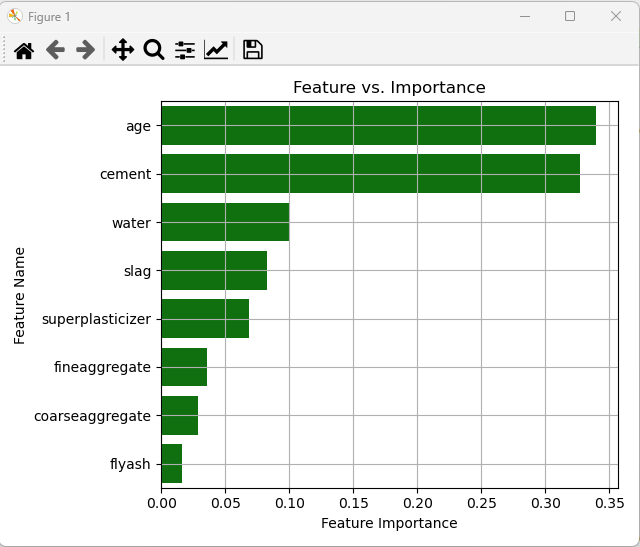 Figure 1
Feature vs. Importance
age
cement
water
slag
superplasticizer
fineaggregate
coarseaggregate
flyash
Feature Name
0.00 0.05 0.10 0.15 0.20 0.25 0.30 0.35
Feature Importance